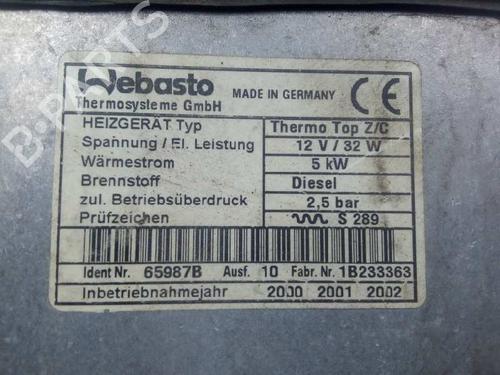 Webasto
Thermosysteme GmbH
MADE IN GERMANY
CE
HEIZGERÄT Typ Thermo Top Z/C
Spannung / El. Leistung 12 V / 32 W
Wärmestrom 5 kW
Brennstoff Diesel
zul. Betriebsüberdruck 2,5 bar
Prüfzeichen S 289
Ident Nr. 65987B Ausf. 10 Fabr. Nr. 1B233363
Inbetriebnahmejahr 2000 2001 2002
B-PARTS